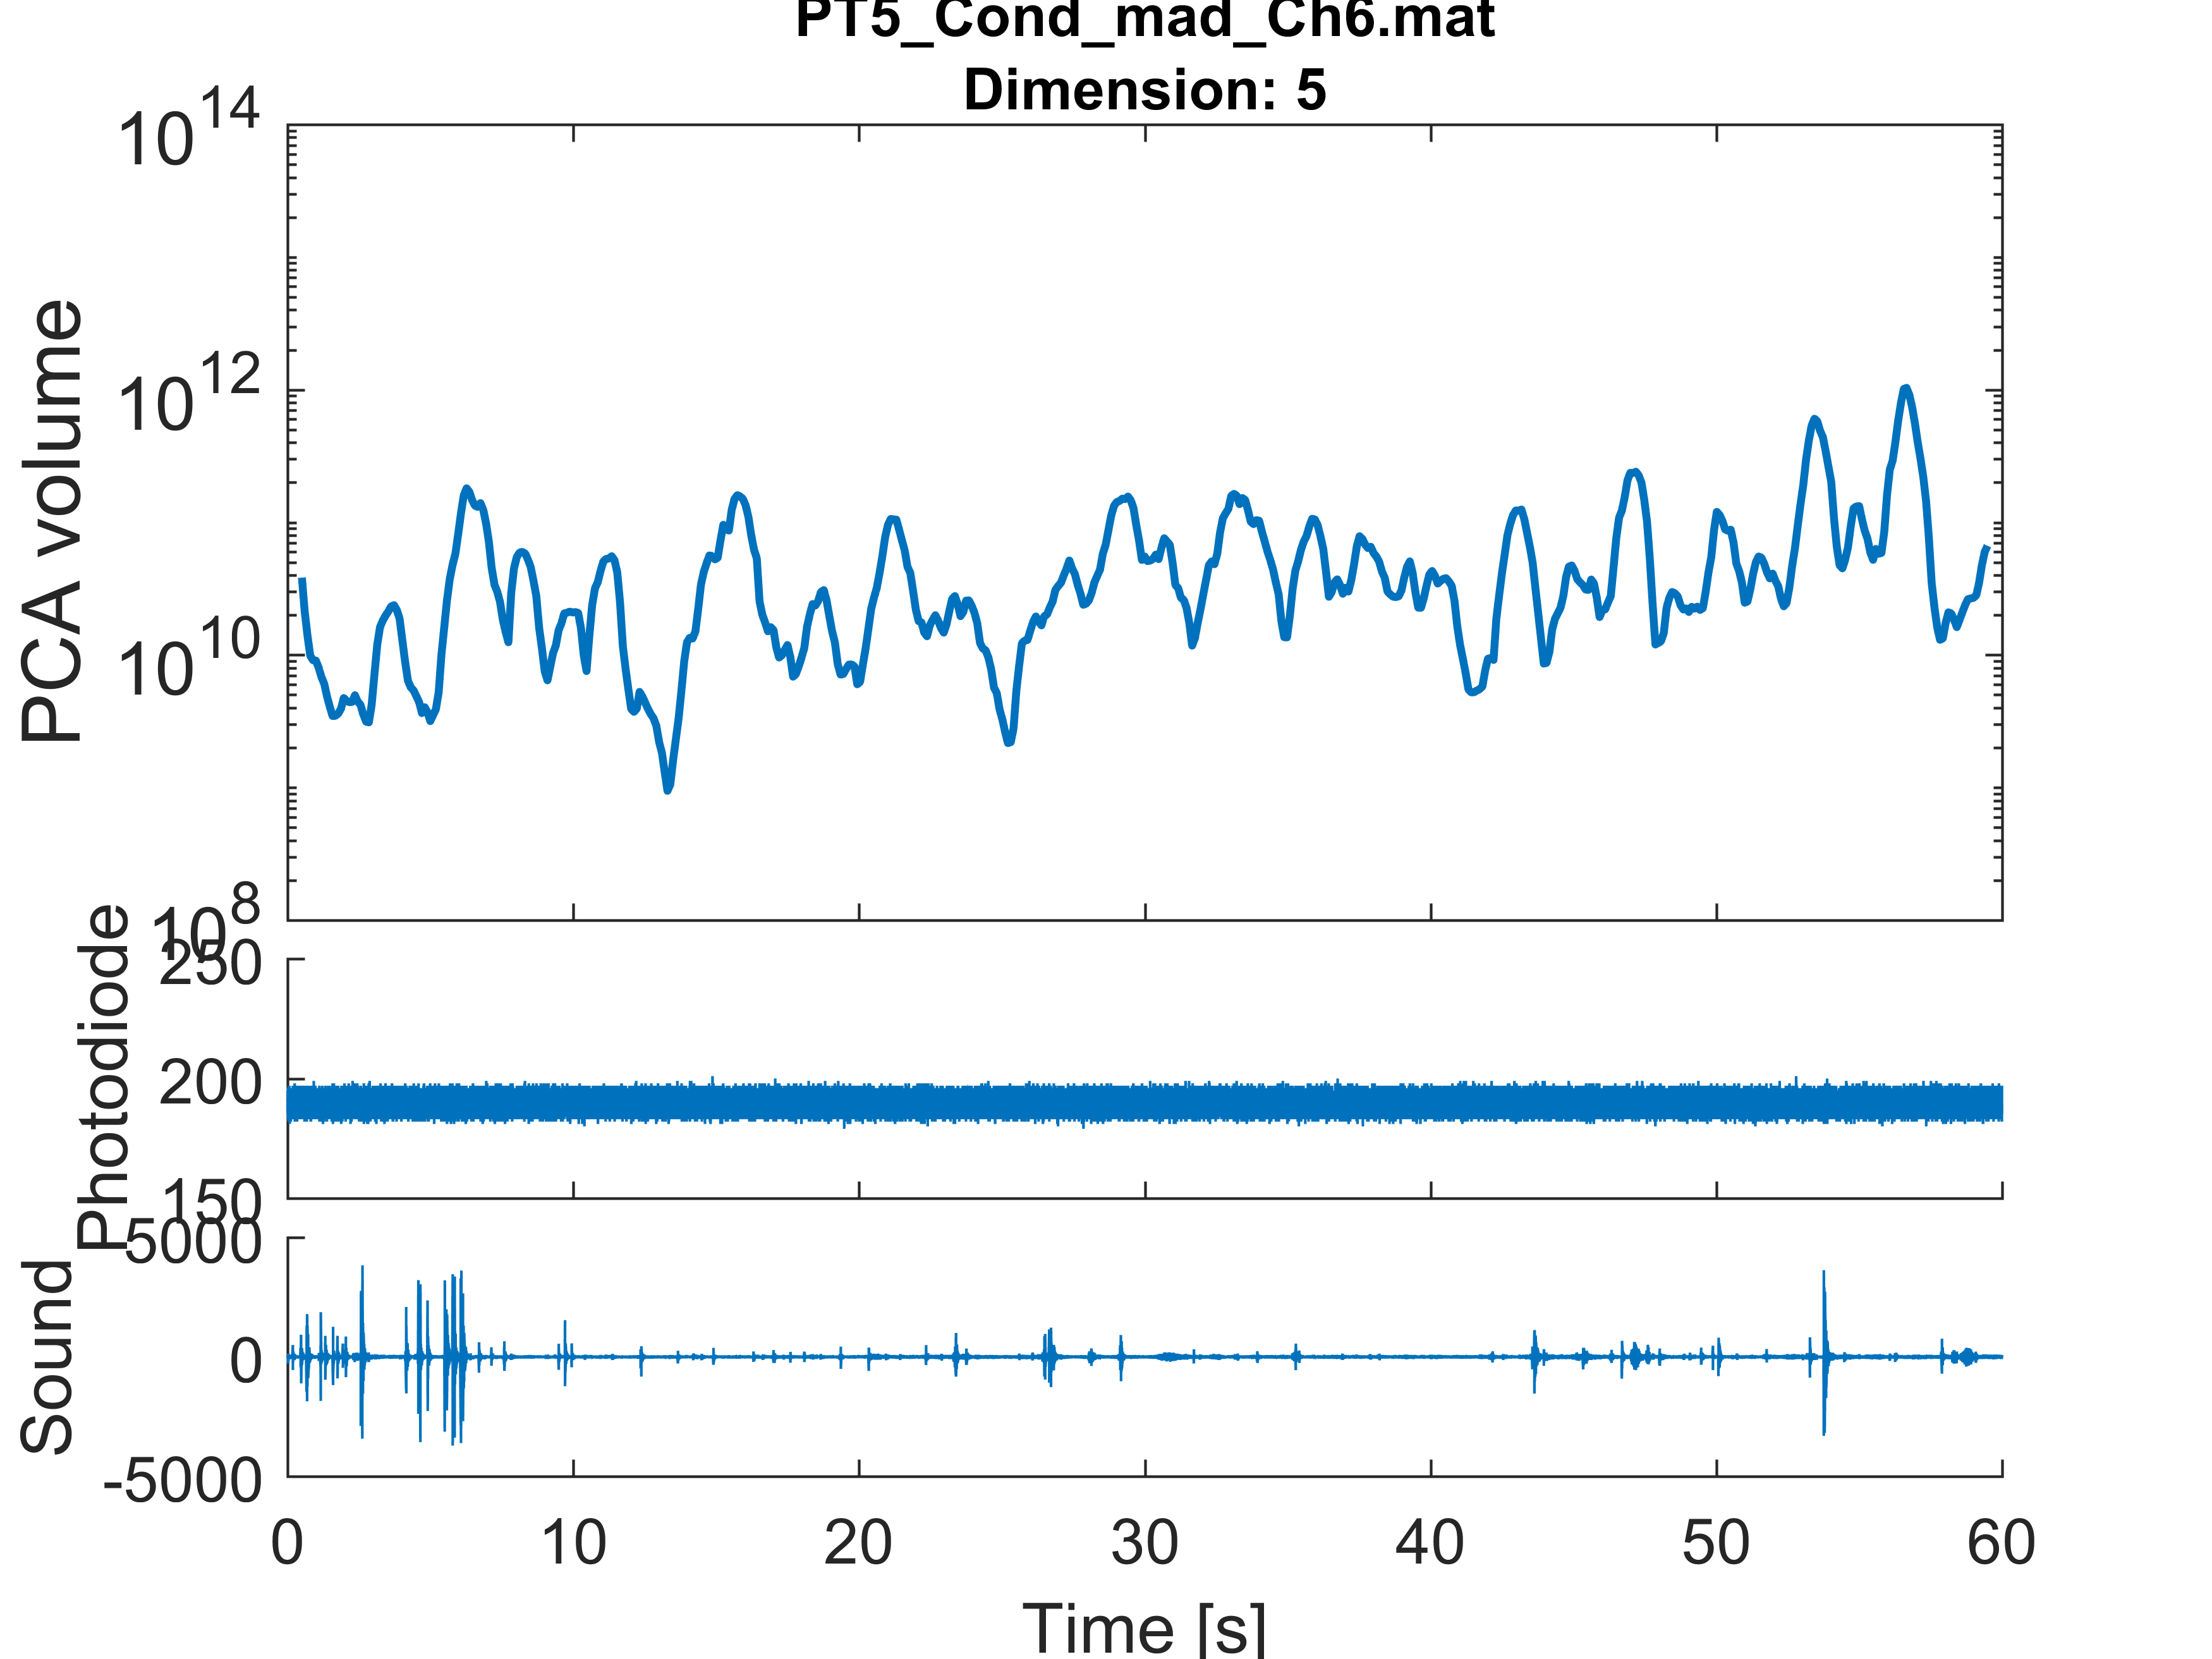 PT5_Cond_mad_Ch6.mat
Dimension: 5
10^14
10^12
10^10
10^8
PCA volume
250
200
150
Photodiode
5000
0
-5000
Sound
0 10 20 30 40 50 60
Time [s]